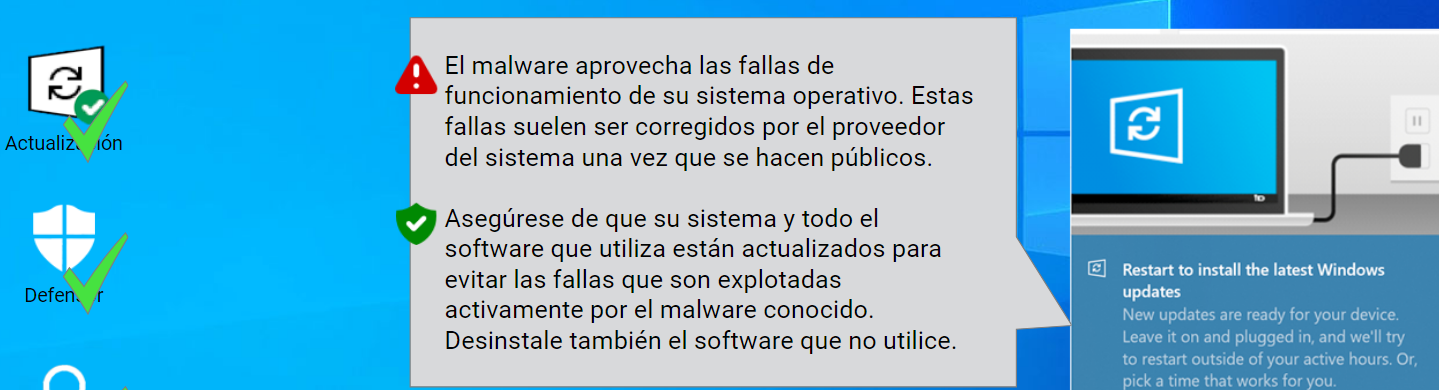 Actualización
Defender
El malware aprovecha las fallas de
funcionamiento de su sistema operativo. Estas
fallas suelen ser corregidos por el proveedor
del sistema una vez que se hacen públicos.
Asegúrese de que su sistema y todo el
software que utiliza están actualizados para
evitar las fallas que son explotadas
activamente por el malware conocido.
Desinstale también el software que no utilice.
Restart to install the latest Windows
updates
New updates are ready for your device.
Leave it on and plugged in, and we'll try
to restart outside of your active hours. Or,
pick a time that works for you.